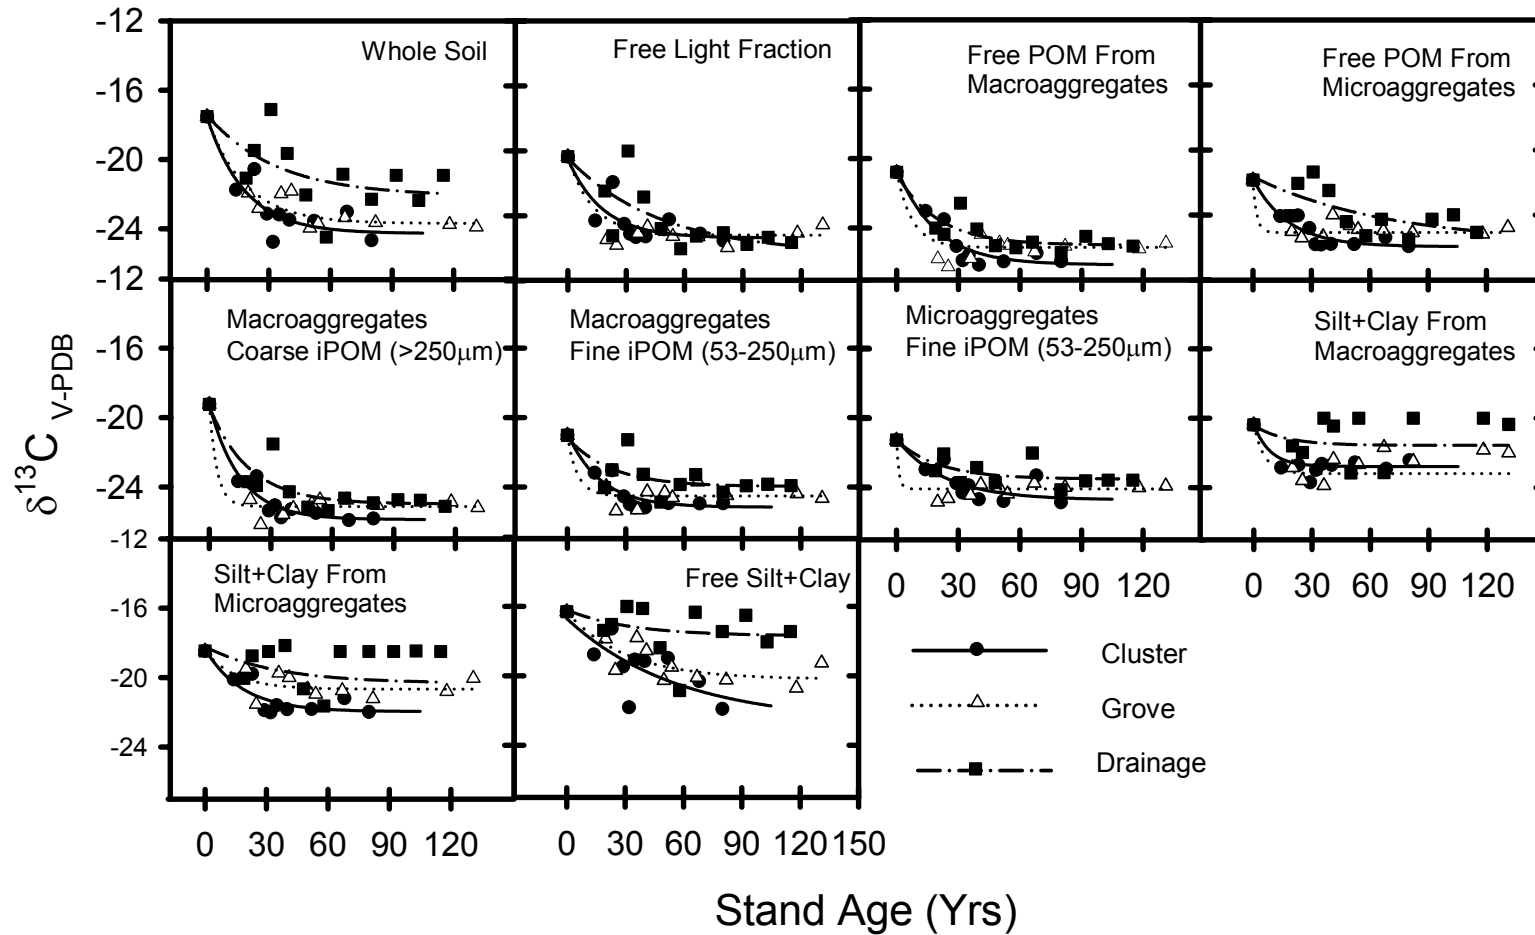 -12
-16
-20
-24
Whole Soil
Free Light Fraction
Free POM From
Macroaggregates
Free POM From
Microaggregates
-12
-16
-20
-24
Macroaggregates
Coarse iPOM (>250μm)
Macroaggregates
Fine iPOM (53-250μm)
Microaggregates
Fine iPOM (53-250μm)
Silt+Clay From
Macroaggregates
0 30 60 90 120
0 30 60 90 120
-12
-16
-20
-24
Silt+Clay From
Microaggregates
Free Silt+Clay
0 30 60 90 120
0 30 60 90 120 150
Cluster
Grove
Drainage
δ13C V-PDB
Stand Age (Yrs)